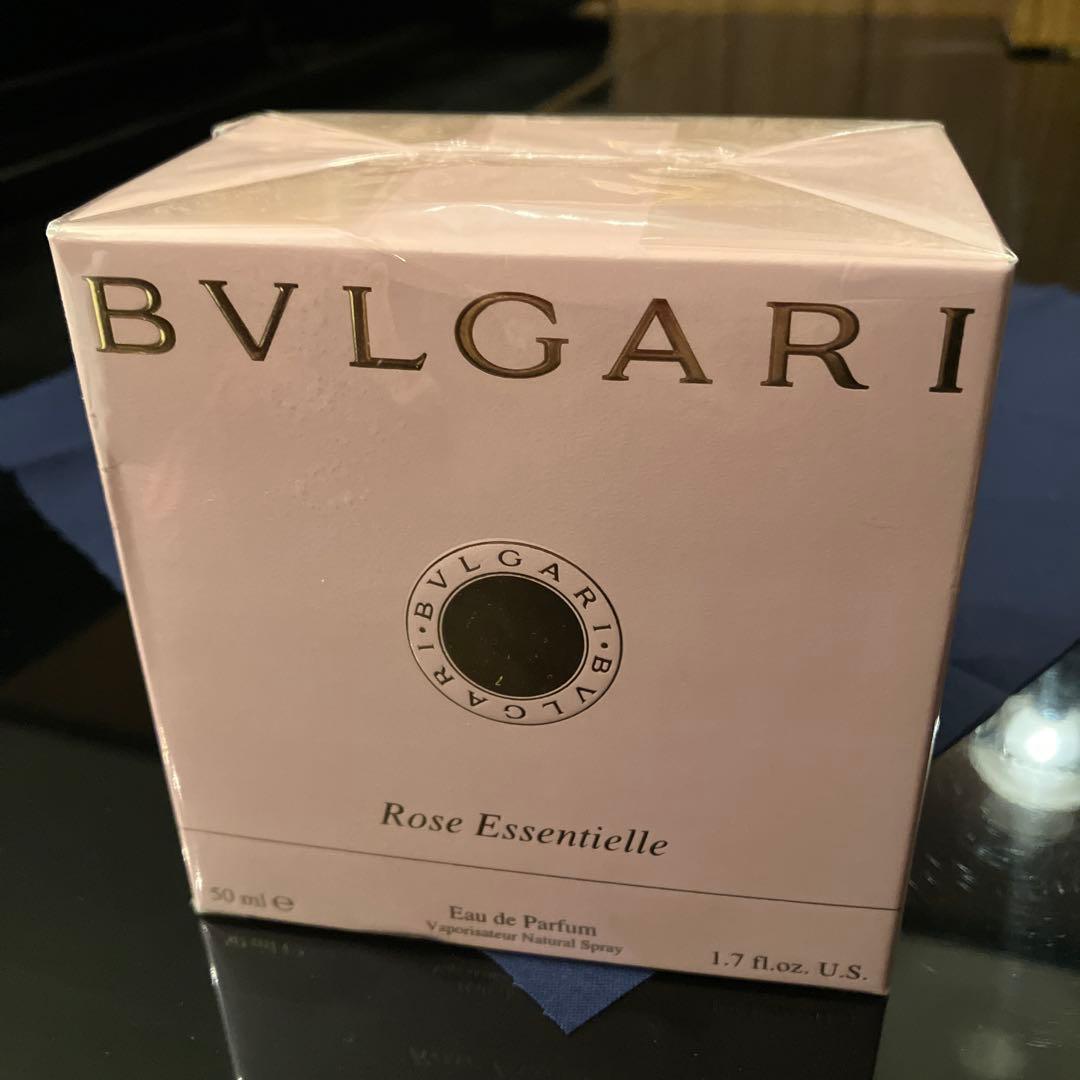 BVLGARI
BVLGARI · BVLGARI ·
Rose Essentielle
50 ml ℮
Eau de Parfum
Vaporisateur Natural Spray
1.7 fl.oz. U.S.